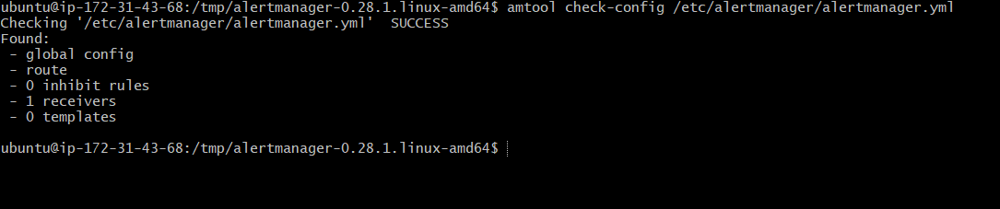 ubuntu@ip-172-31-43-68:/tmp/alertmanager-0.28.1.linux-amd64$ amtool check-config /etc/alertmanager/alertmanager.yml
Checking '/etc/alertmanager/alertmanager.yml'  SUCCESS
Found:
 - global config
 - route
 - 0 inhibit rules
 - 1 receivers
 - 0 templates
ubuntu@ip-172-31-43-68:/tmp/alertmanager-0.28.1.linux-amd64$